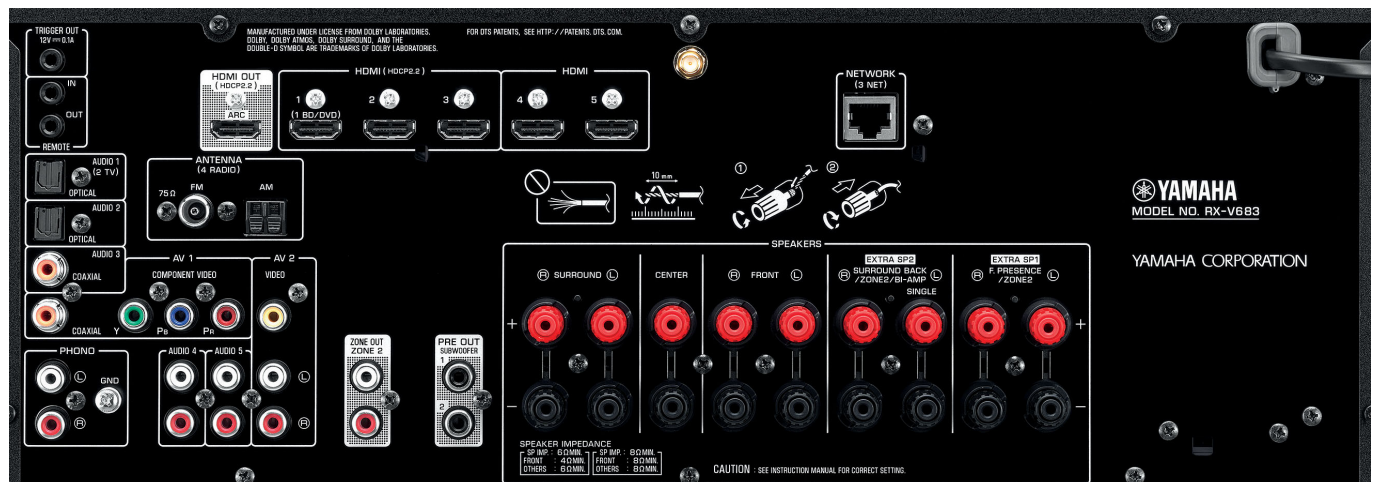 TRIGGER OUT
12V 0.1A
IN
OUT
REMOTE
MANUFACTURED UNDER LICENSE FROM DOLBY LABORATORIES.
DOLBY, DOLBY ATMOS, DOLBY SURROUND, AND THE
DOUBLE-D SYMBOL ARE TRADEMARKS OF DOLBY LABORATORIES.
FOR DTS PATENTS, SEE HTTP://PATENTS.DTS.COM.
HDMI OUT
(HDCP2.2)
ARC
HDMI (HDCP2.2)
1 2 3
(1 BD/DVD)
HDMI
4 5
NETWORK
(3 NET)
AUDIO 1
(2 TV)
OPTICAL
AUDIO 2
OPTICAL
AUDIO 3
COAXIAL
COAXIAL
ANTENNA
(4 RADIO)
75Ω FM AM
AV 1
COMPONENT VIDEO
Y PB PR
AV 2
VIDEO
L
R
PHONO
L
GND
R
AUDIO 4
AUDIO 5
ZONE OUT
ZONE 2
PRE OUT
SUBWOOFER
1
2
10 mm
① ②
SPEAKERS
R SURROUND L
CENTER
R FRONT L
EXTRA SP2
R SURROUND BACK L
/ZONE2/BI-AMP
SINGLE
EXTRA SP1
R F. PRESENCE L
/ZONE2
+ +
− −
SPEAKER IMPEDANCE
SP IMP. : 6ΩMIN.
FRONT : 4ΩMIN.
OTHERS : 6ΩMIN.
SP IMP. : 8ΩMIN.
FRONT : 8ΩMIN.
OTHERS : 8ΩMIN.
CAUTION : SEE INSTRUCTION MANUAL FOR CORRECT SETTING.
YAMAHA
MODEL NO. RX-V683
YAMAHA CORPORATION